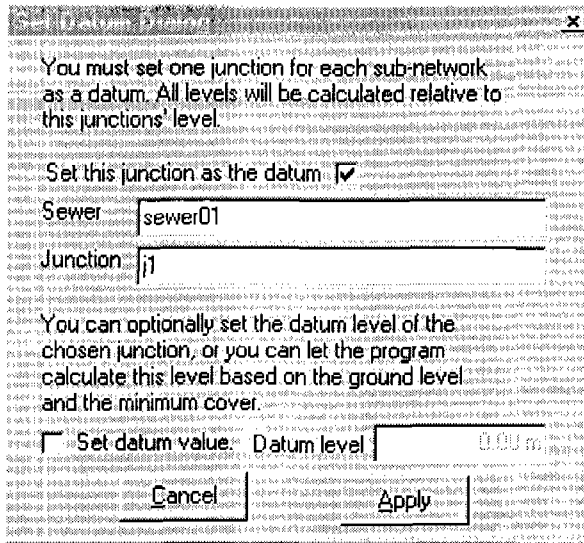 Set Datum Dialog
You must set one junction for each sub-network
as a datum. All levels will be calculated relative to
this junctions' level.
Set this junction as the datum
Sewer sewer01
Junction j1
You can optionally set the datum level of the
chosen junction, or you can let the program
calculate this level based on the ground level
and the minimum cover.
Set datum value. Datum level 0.00 m
Cancel Apply